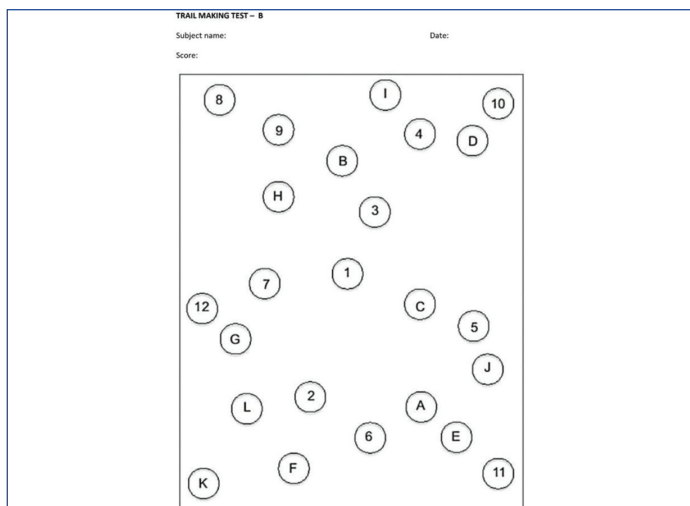 TRAIL MAKING TEST – B
Subject name: Date:
Score:
8 I 10
9 4 D
B
H 3
7 1
12 C 5
G J
L 2 A
6 E
K F 11